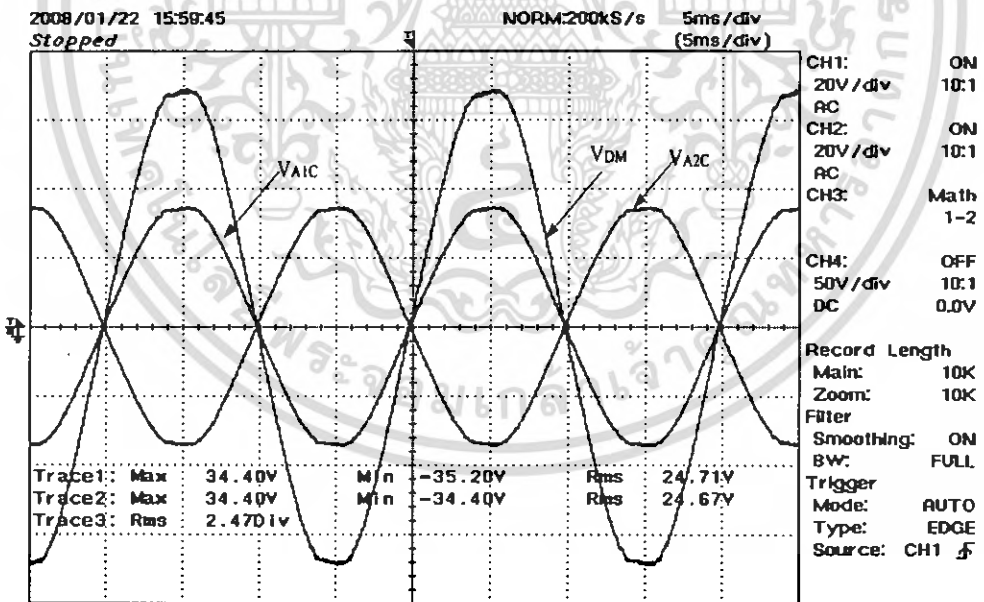 2008/01/22 15:59:45
NORM:200kS/s 5ms/div
Stopped
(5ms/div)
CH1: ON
20V/div 10:1
AC
CH2: ON
20V/div 10:1
AC
CH3: Math
1-2
CH4: OFF
50V/div 10:1
DC 0.0V
Record Length
Main: 10K
Zoom: 10K
Filter
Smoothing: ON
BW: FULL
Trigger
Mode: AUTO
Type: EDGE
Source: CH1
VA1C
VDM
VA2C
Trace1: Max 34.40V Min -35.20V Rms 24.71V
Trace2: Max 34.40V Min -34.40V Rms 24.67V
Trace3: Rms 2.470iv